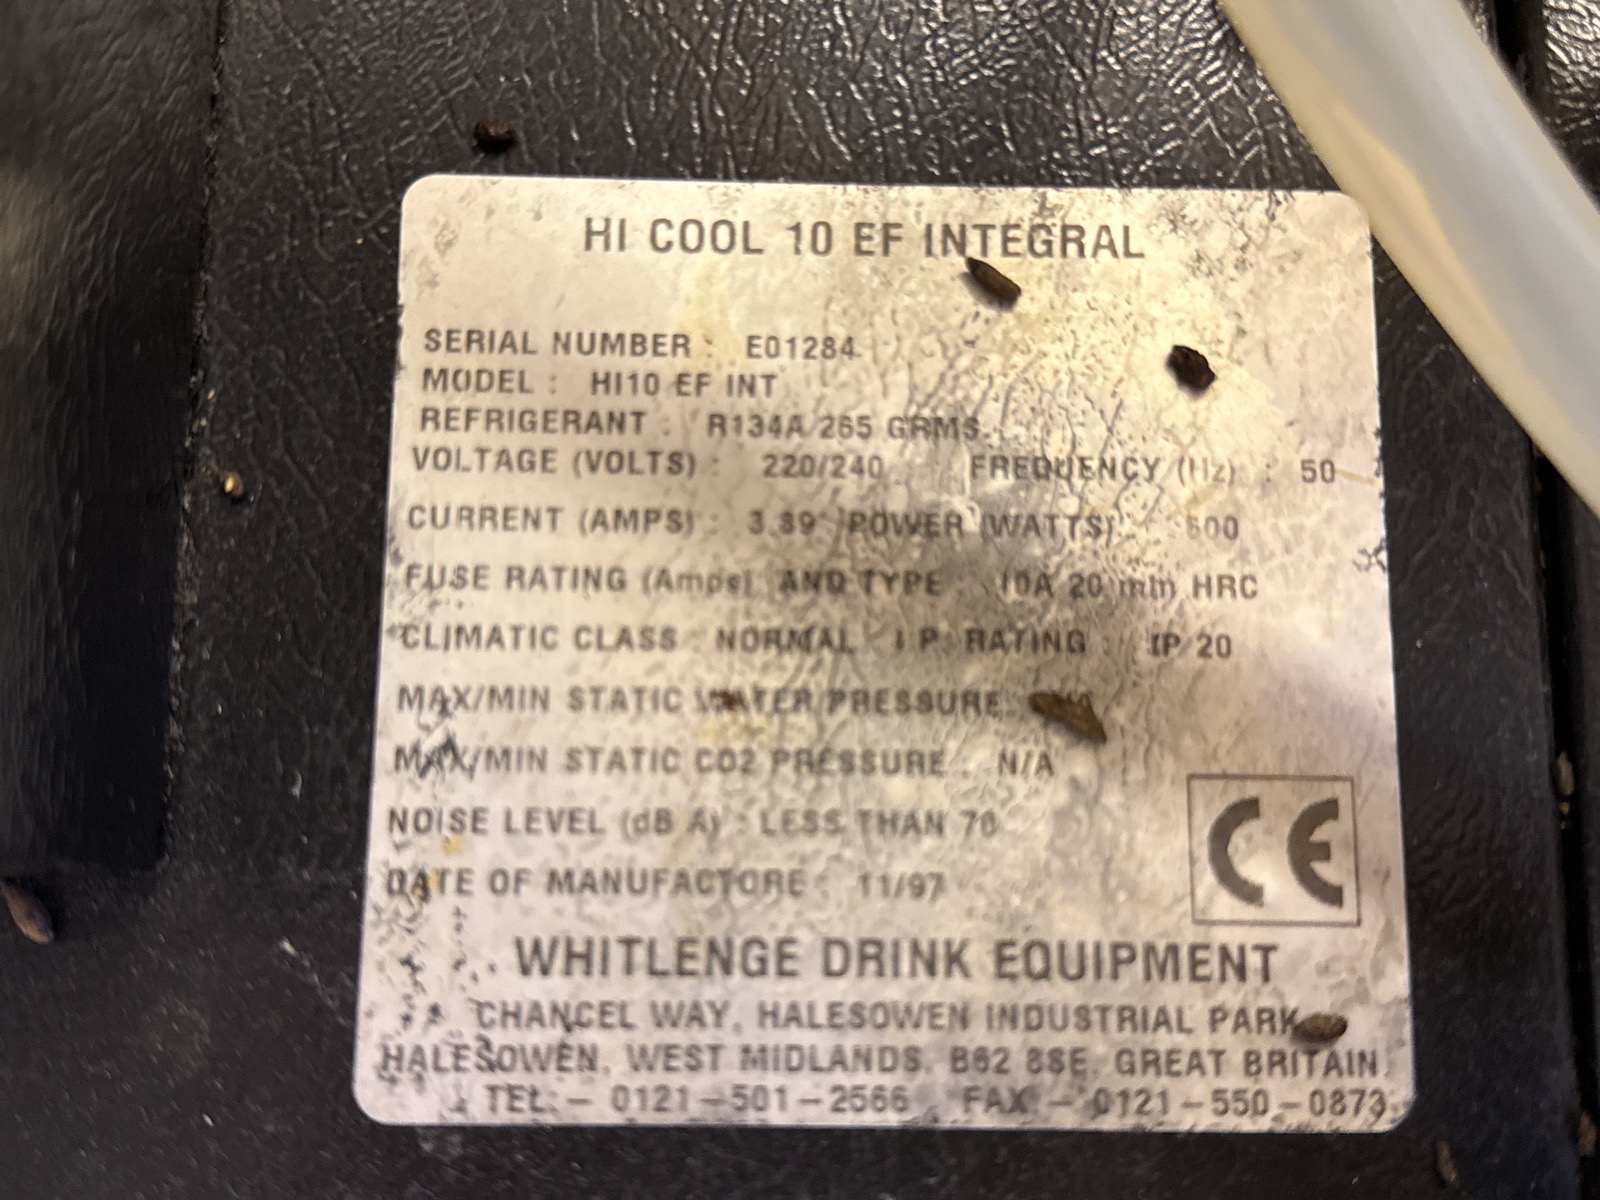 HI COOL 10 EF INTEGRAL
SERIAL NUMBER : E01284
MODEL : HI10 EF INT
REFRIGERANT : R134A 265 GRMS
VOLTAGE (VOLTS) : 220/240 FREQUENCY (Hz) : 50
CURRENT (AMPS) : 3.89 POWER (WATTS) :
FUSE RATING (Amps) AND TYPE 10A 20 mm HRC
CLIMATIC CLASS : NORMAL I P RATING : IP 20
MAX/MIN STATIC WATER PRESSURE :
MAX/MIN STATIC CO2 PRESSURE : N/A
NOISE LEVEL (dB A) : LESS THAN 70
DATE OF MANUFACTORE : 11/97
CE
WHITLENGE DRINK EQUIPMENT
CHANCEL WAY, HALESOWEN INDUSTRIAL PARK
HALESOWEN, WEST MIDLANDS, B62 8SE, GREAT BRITAIN.
TEL:– 0121–501–2566 FAX – 0121–550–0873